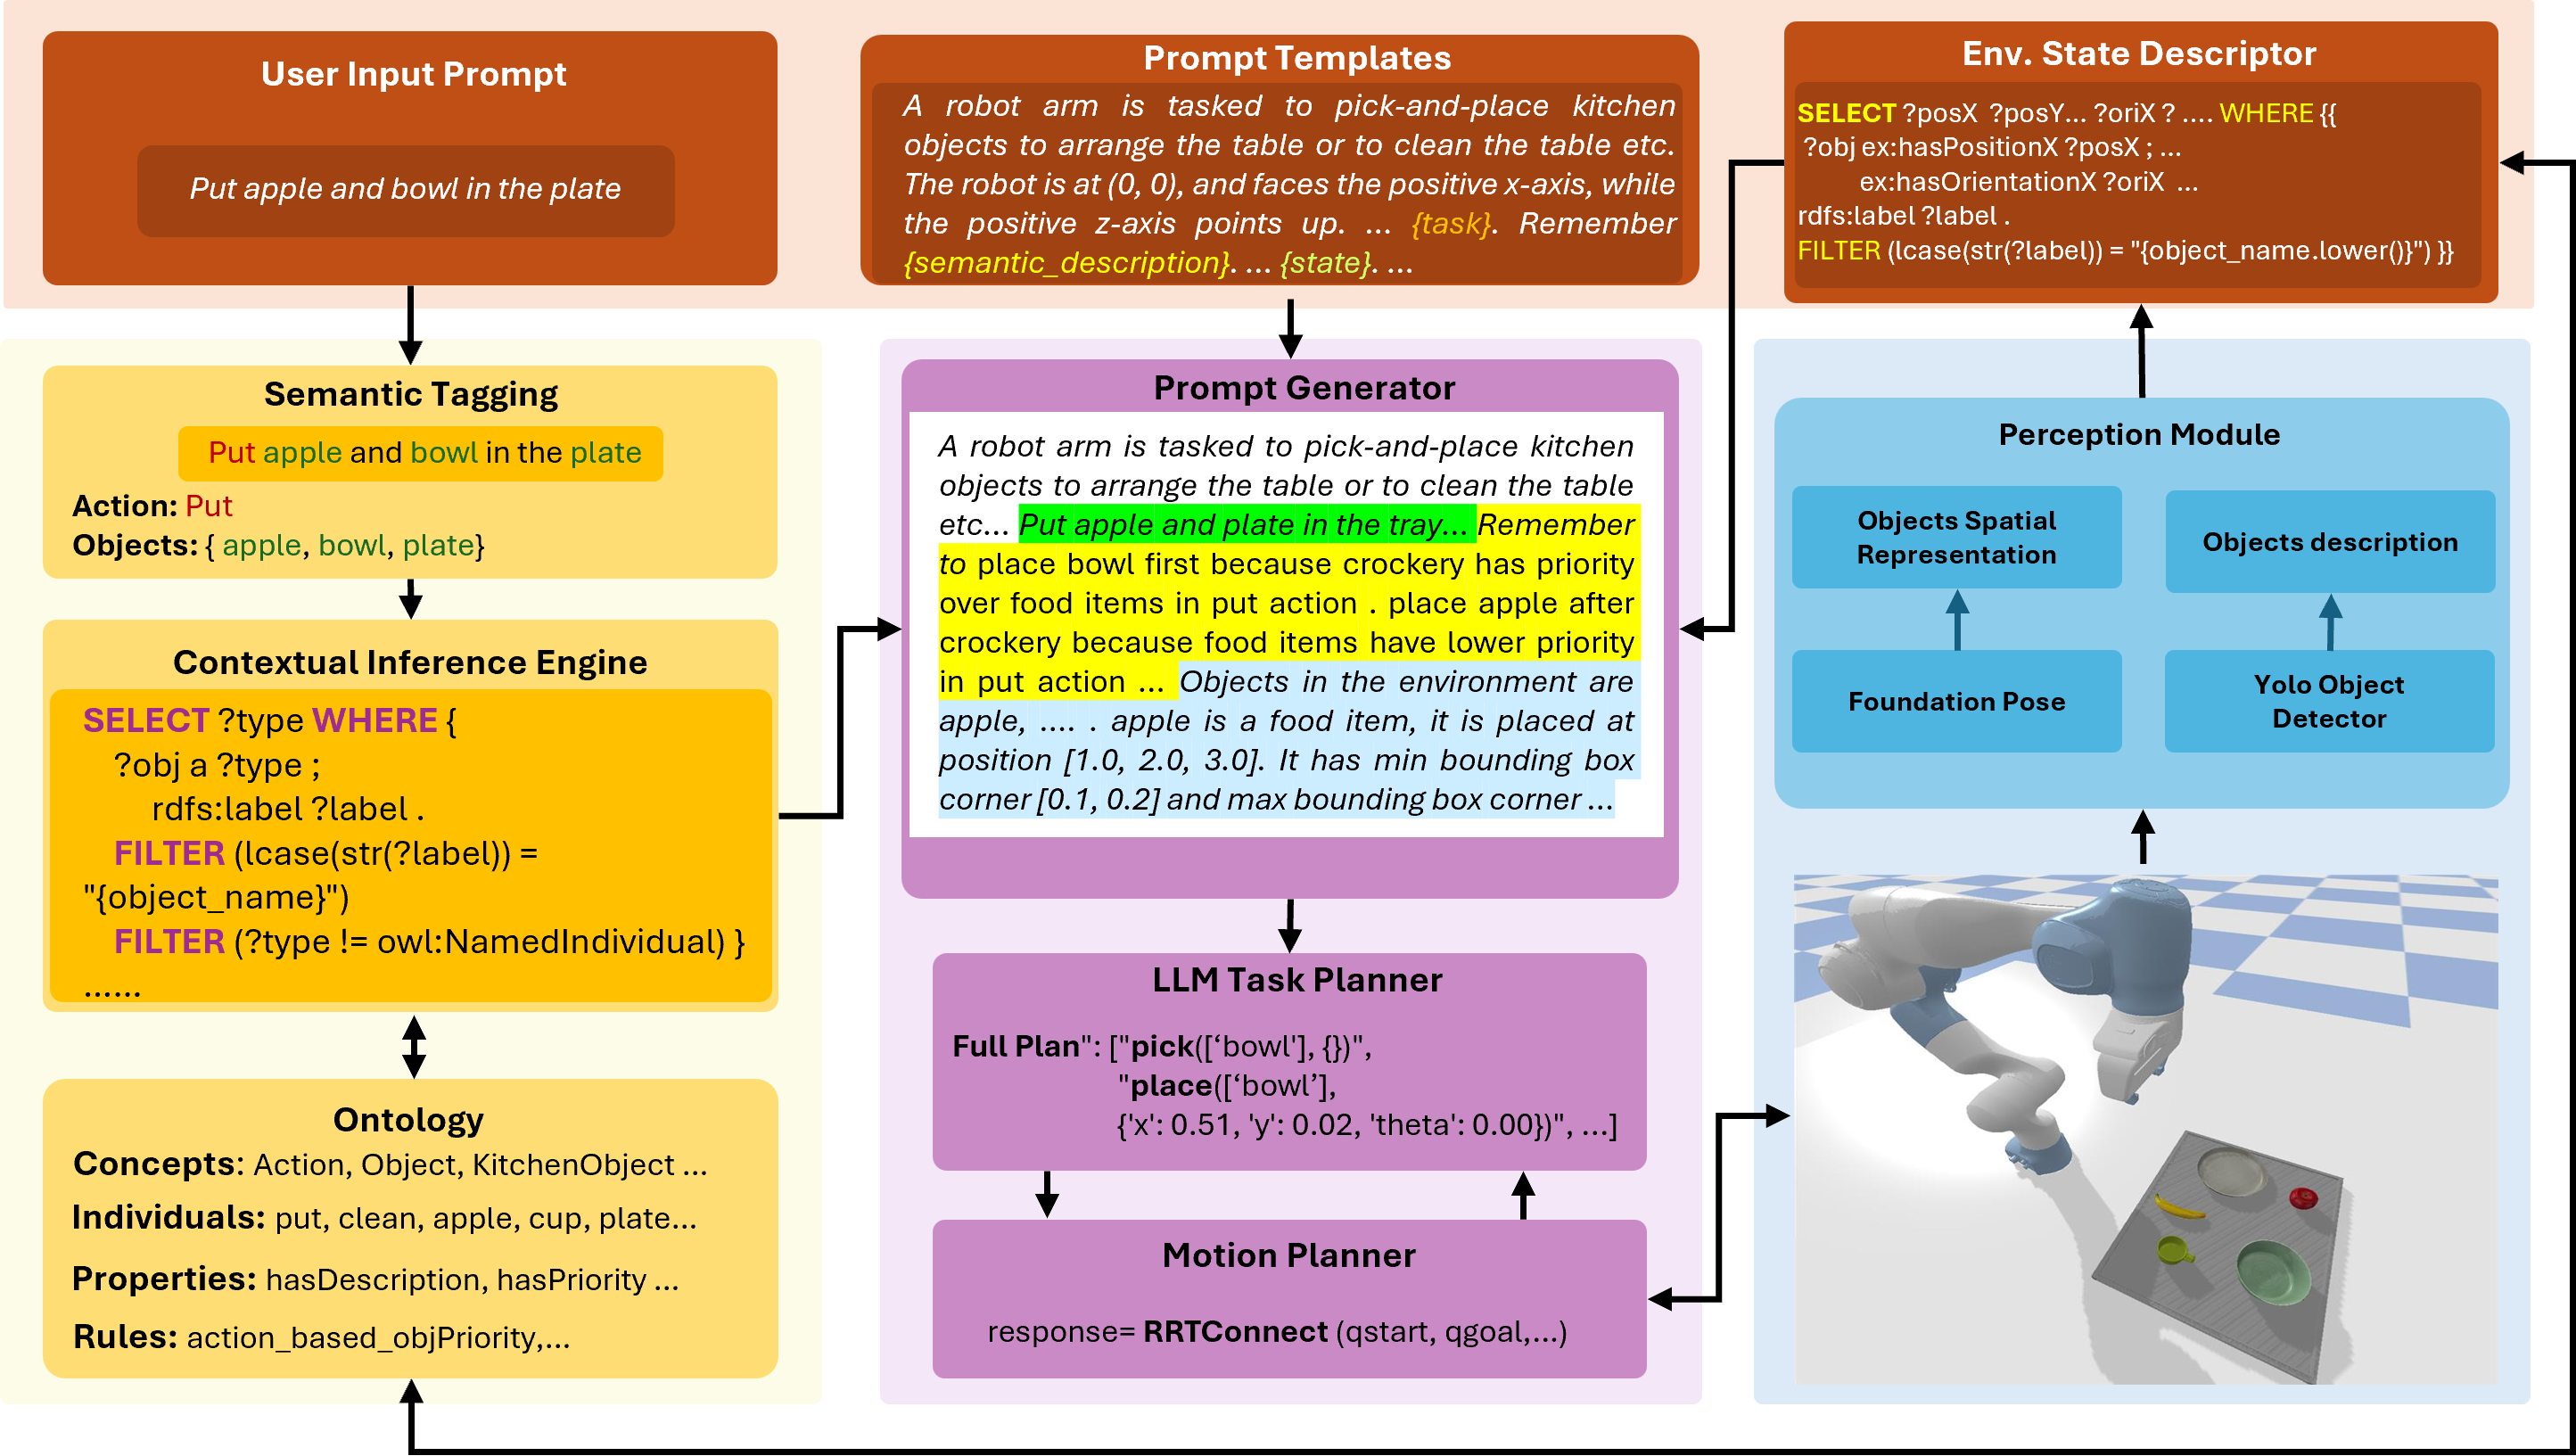 User Input Prompt
Put apple and bowl in the plate
Prompt Templates
A robot arm is tasked to pick-and-place kitchen
objects to arrange the table or to clean the table etc.
The robot is at (0, 0), and faces the positive x-axis, while
the positive z-axis points up. ... {task}. Remember
{semantic_description}. ... {state}. ...
Env. State Descriptor
SELECT ?posX ?posY... ?oriX ? .... WHERE {{
?obj ex:hasPositionX ?posX ; ...
ex:hasOrientationX ?oriX ...
rdfs:label ?label .
FILTER (lcase(str(?label)) = "{object_name.lower()}") }}
Semantic Tagging
Put apple and bowl in the plate
Action: Put
Objects: { apple, bowl, plate}
Contextual Inference Engine
SELECT ?type WHERE {
?obj a ?type ;
rdfs:label ?label .
FILTER (lcase(str(?label)) =
"{object_name}")
FILTER (?type != owl:NamedIndividual) }
......
Ontology
Concepts: Action, Object, KitchenObject ...
Individuals: put, clean, apple, cup, plate...
Properties: hasDescription, hasPriority ...
Rules: action_based_objPriority,...
Prompt Generator
A robot arm is tasked to pick-and-place kitchen
objects to arrange the table or to clean the table
etc... Put apple and plate in the tray... Remember
to place bowl first because crockery has priority
over food items in put action . place apple after
crockery because food items have lower priority
in put action ... Objects in the environment are
apple, .... . apple is a food item, it is placed at
position [1.0, 2.0, 3.0]. It has min bounding box
corner [0.1, 0.2] and max bounding box corner ...
LLM Task Planner
Full Plan": ["pick(['bowl'], {})",
"place(['bowl'],
{'x': 0.51, 'y': 0.02, 'theta': 0.00})", ...]
Motion Planner
response= RRTConnect (qstart, qgoal,...)
Perception Module
Objects Spatial
Representation
Objects description
Foundation Pose
Yolo Object
Detector